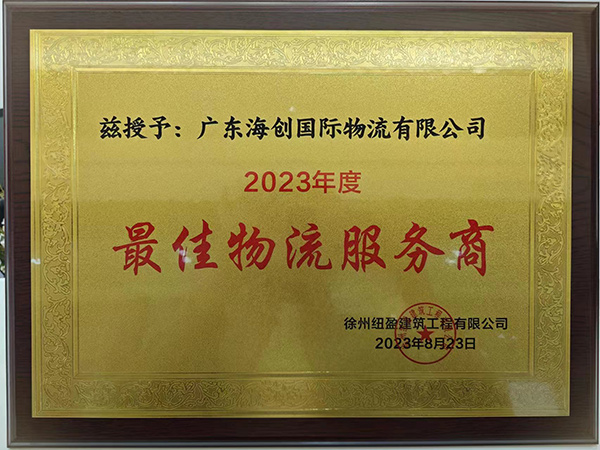 兹授予：广东海创国际物流有限公司
2023年度
最佳物流服务商
徐州纽盈建筑工程有限公司
2023年8月23日